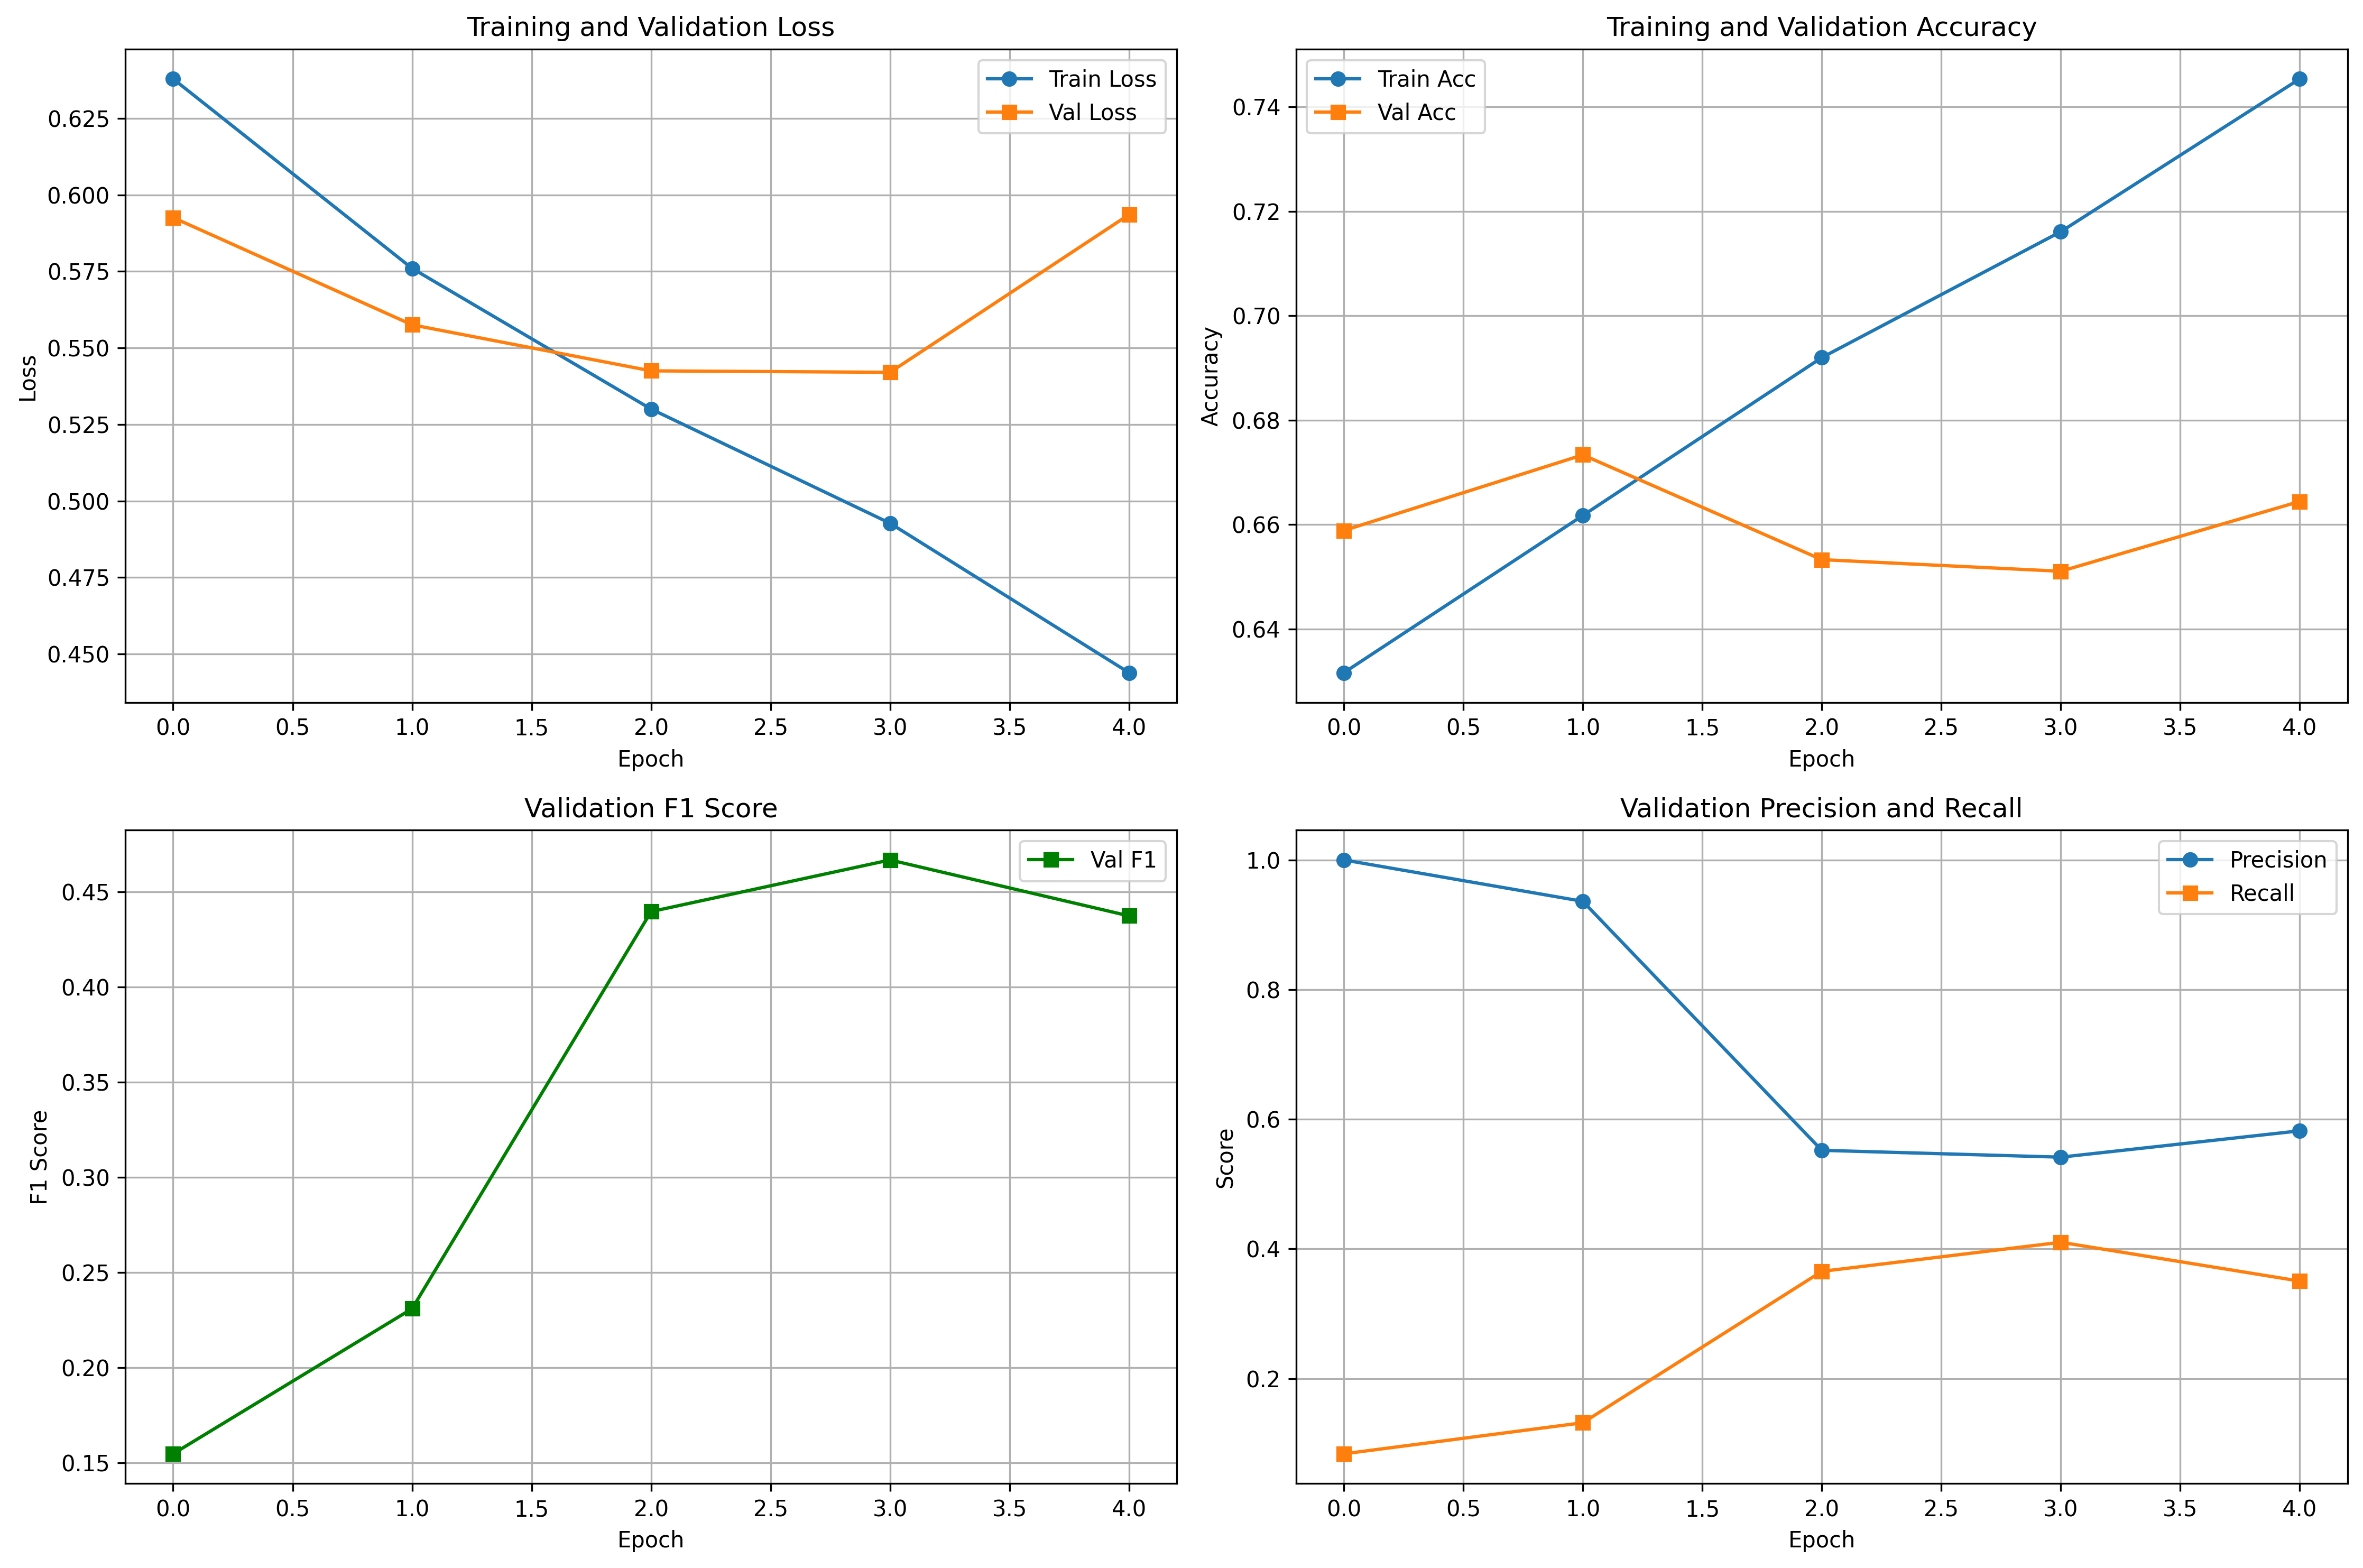 Training and Validation Loss
Train Loss
Val Loss
0.625
0.600
0.575
0.550
0.525
0.500
0.475
0.450
Loss
0.0 0.5 1.0 1.5 2.0 2.5 3.0 3.5 4.0
Epoch
Training and Validation Accuracy
Train Acc
Val Acc
0.74
0.72
0.70
0.68
0.66
0.64
Accuracy
0.0 0.5 1.0 1.5 2.0 2.5 3.0 3.5 4.0
Epoch
Validation F1 Score
Val F1
0.45
0.40
0.35
0.30
0.25
0.20
0.15
F1 Score
0.0 0.5 1.0 1.5 2.0 2.5 3.0 3.5 4.0
Epoch
Validation Precision and Recall
Precision
Recall
1.0
0.8
0.6
0.4
0.2
Score
0.0 0.5 1.0 1.5 2.0 2.5 3.0 3.5 4.0
Epoch